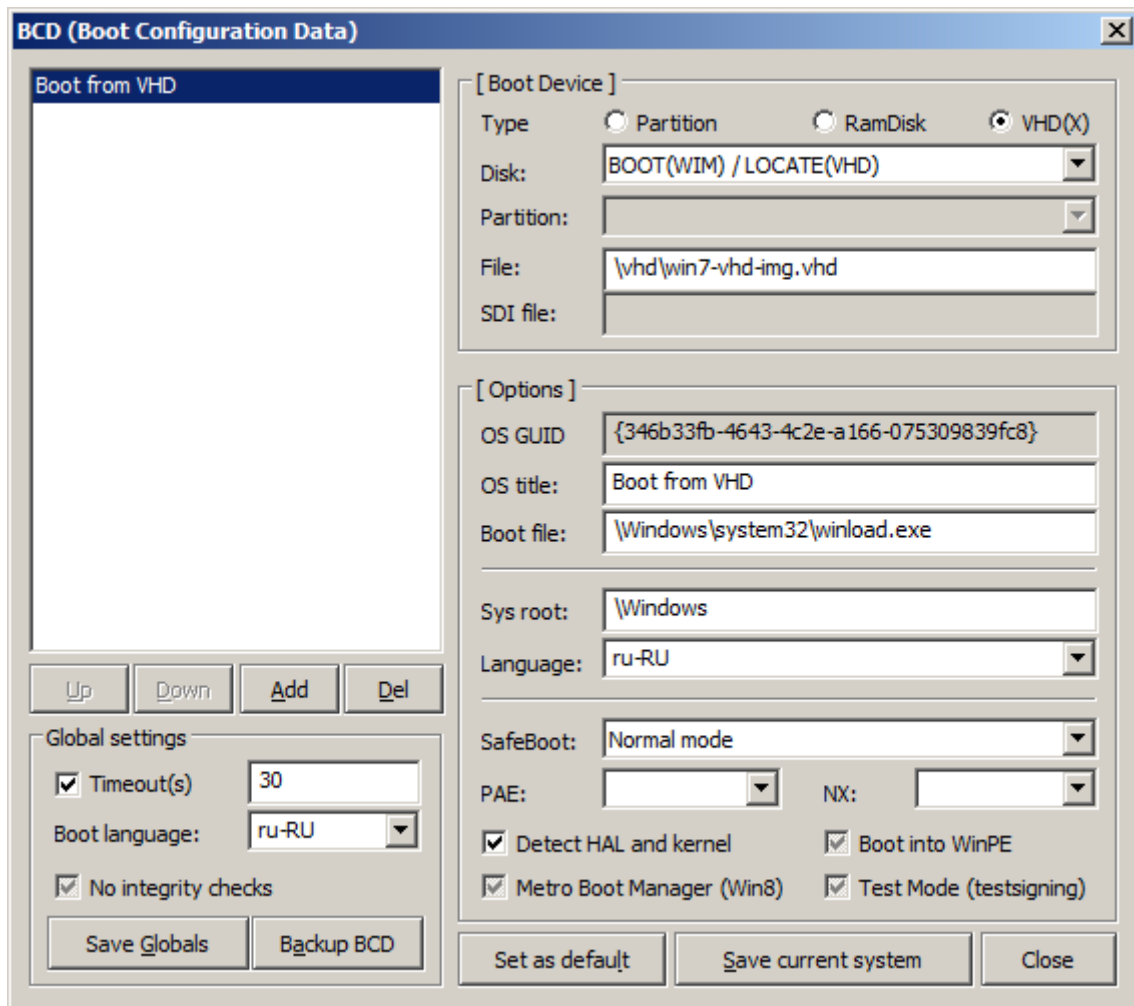 BCD (Boot Configuration Data)
Boot from VHD
Up Down Add Del
Global settings
Timeout(s) 30
Boot language: ru-RU
No integrity checks
Save Globals Backup BCD
[ Boot Device ]
Type Partition RamDisk VHD(X)
Disk: BOOT(WIM) / LOCATE(VHD)
Partition:
File: \vhd\win7-vhd-img.vhd
SDI file:
[ Options ]
OS GUID {346b33fb-4643-4c2e-a166-075309839fc8}
OS title: Boot from VHD
Boot file: \Windows\system32\winload.exe
Sys root: \Windows
Language: ru-RU
SafeBoot: Normal mode
PAE: NX:
Detect HAL and kernel Boot into WinPE
Metro Boot Manager (Win8) Test Mode (testsigning)
Set as default Save current system Close